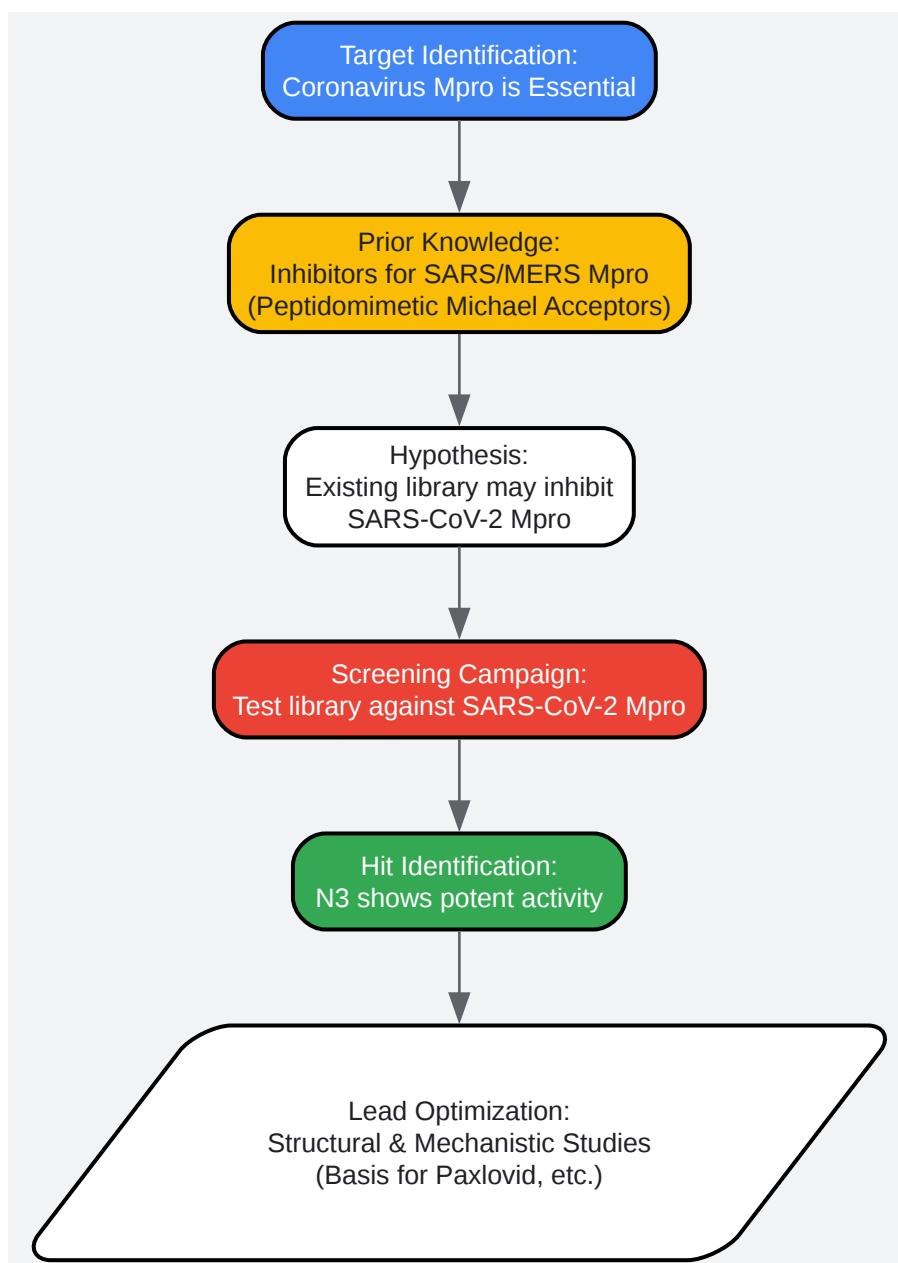 Target Identification:
Coronavirus Mpro is Essential
Prior Knowledge:
Inhibitors for SARS/MERS Mpro
(Peptidomimetic Michael Acceptors)
Hypothesis:
Existing library may inhibit
SARS-CoV-2 Mpro
Screening Campaign:
Test library against SARS-CoV-2 Mpro
Hit Identification:
N3 shows potent activity
Lead Optimization:
Structural & Mechanistic Studies
(Basis for Paxlovid, etc.)